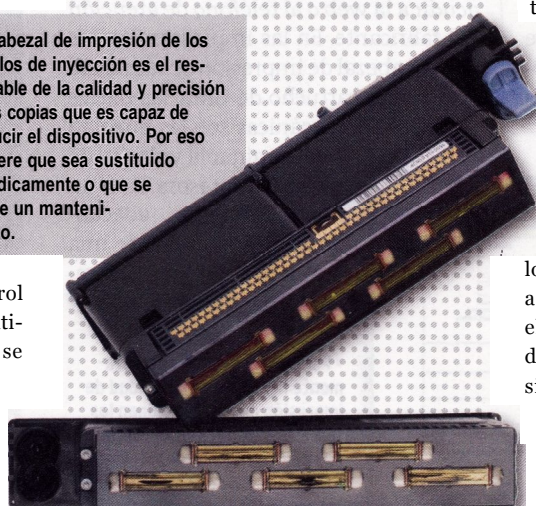 abezal de impresión de los
los de inyección es el res-
able de la calidad y precisión
s copias que es capaz de
ucir el dispositivo. Por eso
ere que sea sustituido
dicamente o que se
e un manteni-
o.
rol
ti-
se
t
lo
a
el
d
si